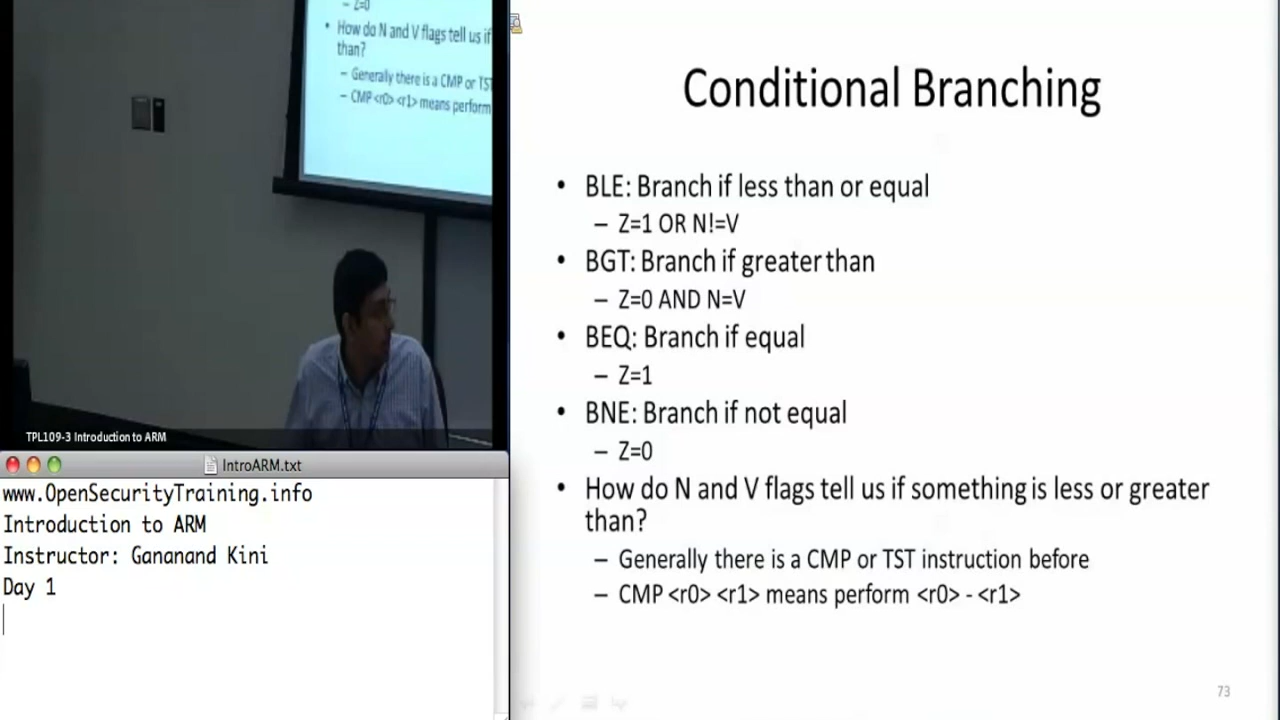 – Z=0
• How do N and V flags tell us if
than?
– Generally there is a CMP or TST
– CMP <r0> <r1> means perform
TPL109-3 Introduction to ARM
IntroARM.txt
www.OpenSecurityTraining.info
Introduction to ARM
Instructor: Gananand Kini
Day 1
Conditional Branching
• BLE: Branch if less than or equal
– Z=1 OR N!=V
• BGT: Branch if greater than
– Z=0 AND N=V
• BEQ: Branch if equal
– Z=1
• BNE: Branch if not equal
– Z=0
• How do N and V flags tell us if something is less or greater
than?
– Generally there is a CMP or TST instruction before
– CMP <r0> <r1> means perform <r0> - <r1>
73